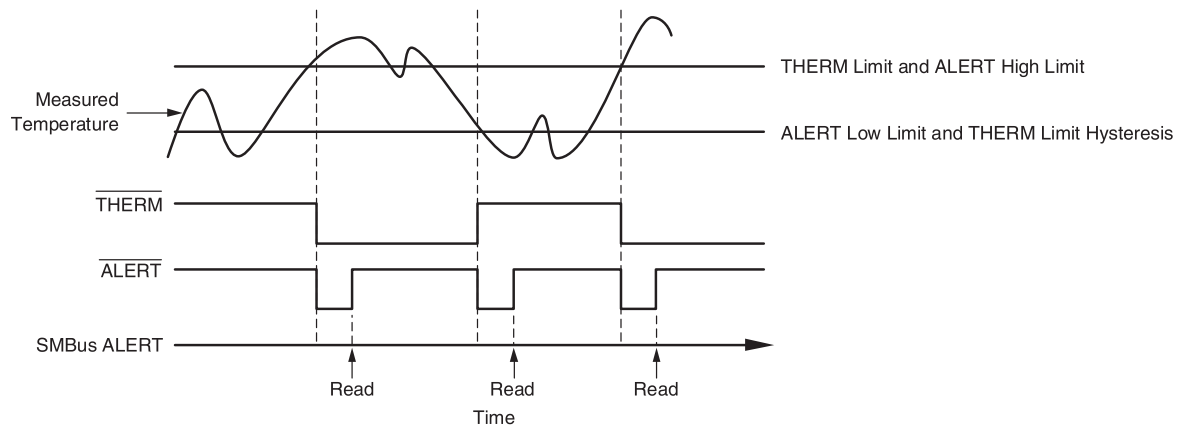 THERM Limit and ALERT High Limit
Measured
Temperature
ALERT Low Limit and THERM Limit Hysteresis
THERM
ALERT
SMBus ALERT
Read
Read
Read
Time